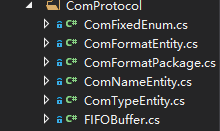 ComProtocol
C# ComFixedEnum.cs
C# ComFormatEntity.cs
C# ComFormatPackage.cs
C# ComNameEntity.cs
C# ComTypeEntity.cs
C# FIFOBuffer.cs